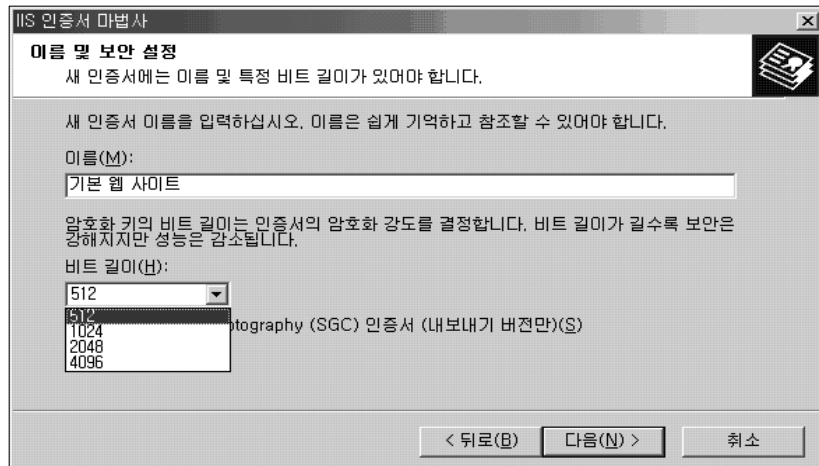 IIS 인증서 마법사
이름 및 보안 설정
새 인증서에는 이름 및 특정 비트 길이가 있어야 합니다.
새 인증서 이름을 입력하십시오. 이름은 쉽게 기억하고 참조할 수 있어야 합니다.
이름(M):
기본 웹 사이트
암호화 키의 비트 길이는 인증서의 암호화 강도를 결정합니다. 비트 길이가 길수록 보안은
강해지지만 성능은 감소됩니다.
비트 길이(H):
512
512
1024
2048
4096
ptography (SGC) 인증서 (내보내기 버전만)(S)
< 뒤로(B)
다음(N) >
취소